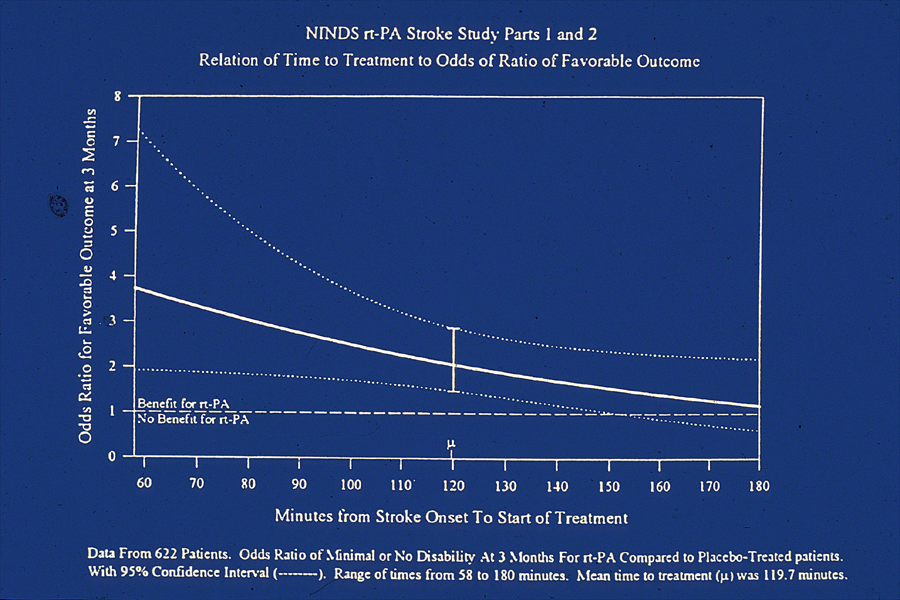 NINDS rt-PA Stroke Study Parts 1 and 2
Relation of Time to Treatment to Odds of Ratio of Favorable Outcome
Odds Ratio for Favorable Outcome at 3 Months
8
7
6
5
4
3
2
1
0
Benefit for rt-PA
No Benefit for rt-PA
μ
60 70 80 90 100 110 120 130 140 150 160 170 180
Minutes from Stroke Onset To Start of Treatment
Data From 622 Patients. Odds Ratio of Minimal or No Disability At 3 Months For rt-PA Compared to Placebo-Treated patients.
With 95% Confidence Interval (--------). Range of times from 58 to 180 minutes. Mean time to treatment (μ) was 119.7 minutes.